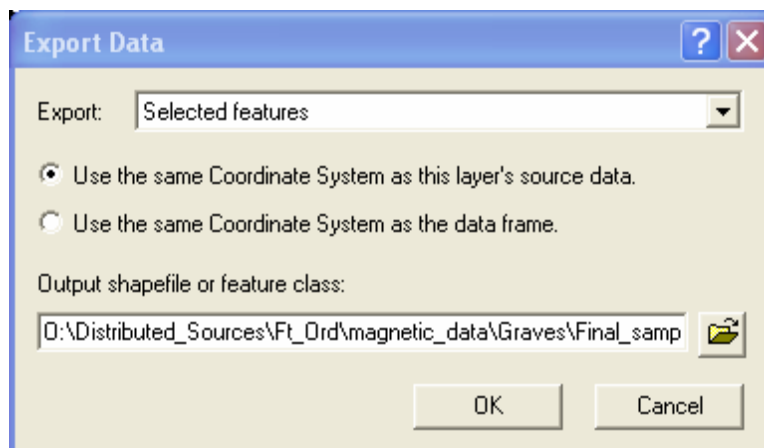 Export Data
Export: Selected features
Use the same Coordinate System as this layer's source data.
Use the same Coordinate System as the data frame.
Output shapefile or feature class:
O:\Distributed_Sources\Ft_Ord\magnetic_data\Graves\Final_samp
OK Cancel